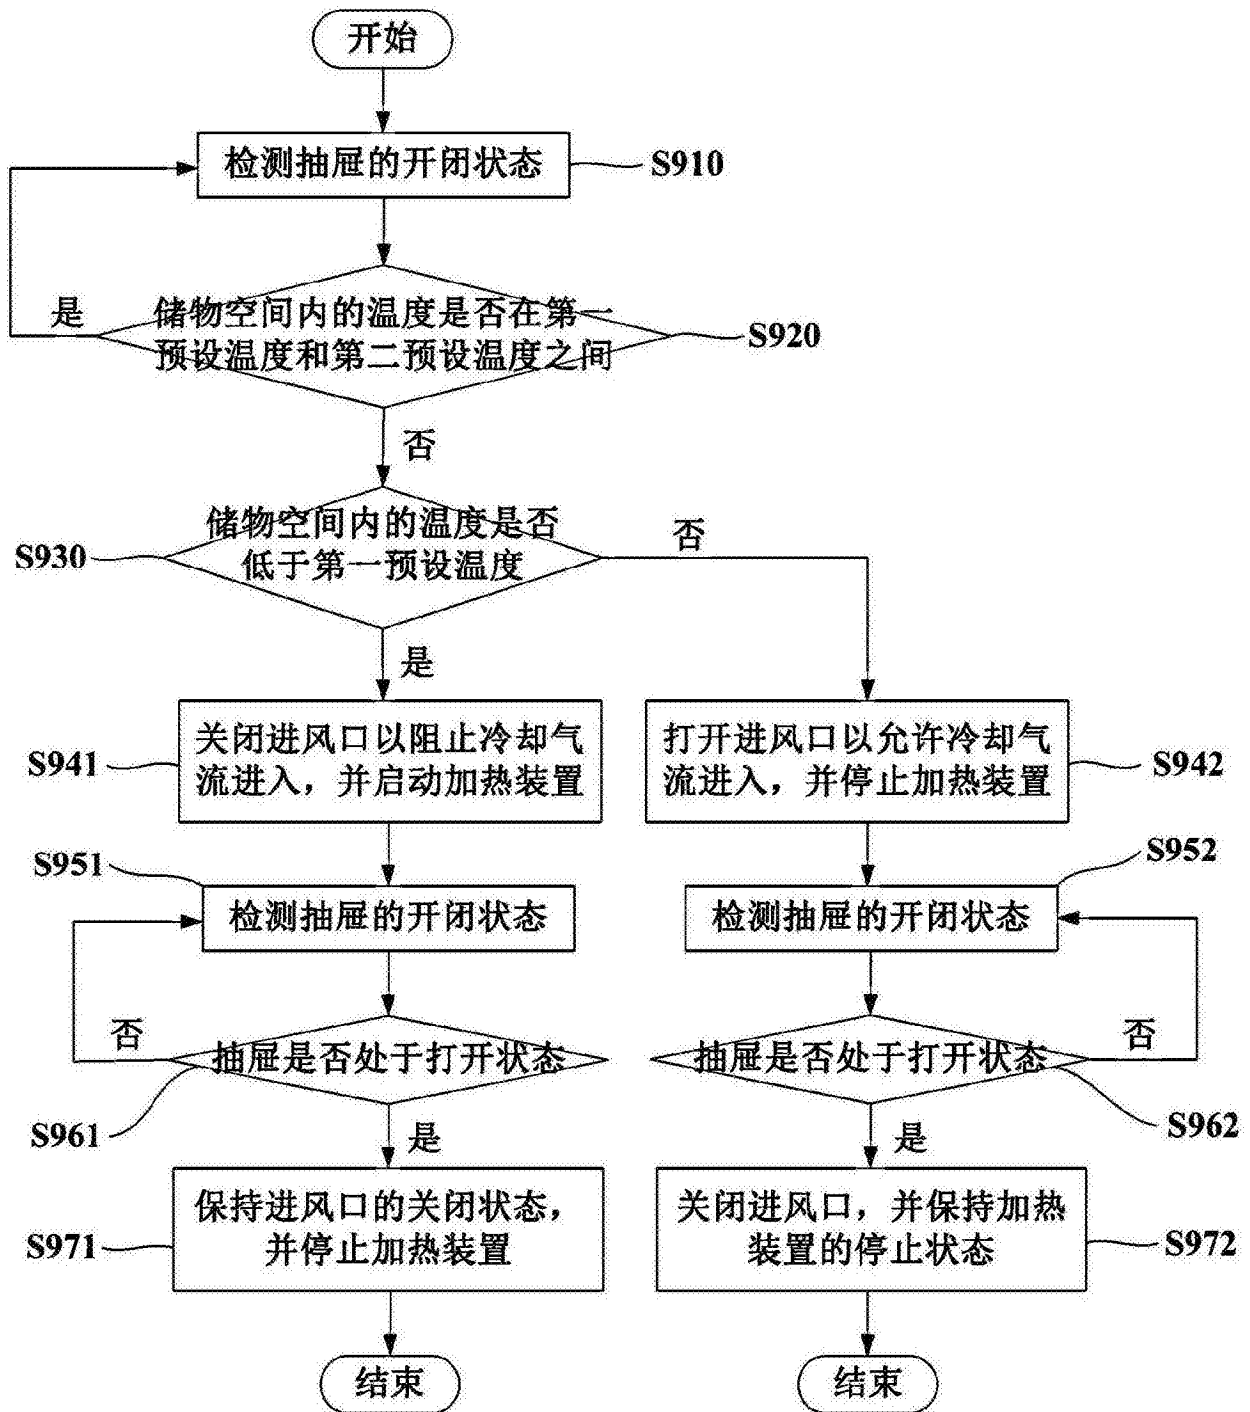 开始
检测抽屉的开闭状态
S910
储物空间内的温度是否在第一
预设温度和第二预设温度之间
是
S920
否
储物空间内的温度是否
低于第一预设温度
S930
否
是
关闭进风口以阻止冷却气
流进入，并启动加热装置
S941
打开进风口以允许冷却气
流进入，并停止加热装置
S942
S951
检测抽屉的开闭状态
S952
检测抽屉的开闭状态
否
抽屉是否处于打开状态
S961
抽屉是否处于打开状态
否
S962
是
是
保持进风口的关闭状态，
并停止加热装置
S971
关闭进风口，并保持加热
装置的停止状态
S972
结束
结束